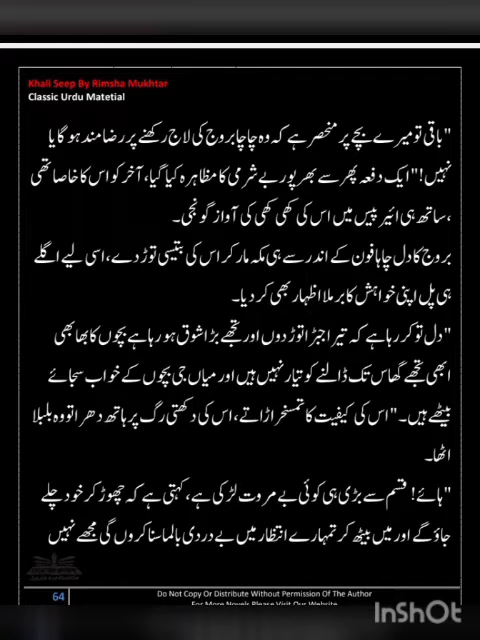 Khali Seep By Rimsha Mukhtar
Classic Urdu Matetial
"باقی تو میرے بچے پر منحصر ہے کہ وہ چاچا بروج کی لاج رکھنے پر رضامند ہو گا یا
نہیں!" ایک دفعہ پھر سے بھرپور بے شرمی کا مظاہرہ کیا گیا، آخر کو اس کا خاصا تھی
،ساتھ ہی ائیر پیس میں اس کی کھی کھی کی آواز گونجی۔
بروج کا دل چاہا فون کے اندر سے ہی مکہ مار کر اس کی بتیسی توڑ دے، اسی لیے اگلے
ہی پل اپنی خواہش کا برملا اظہار بھی کر دیا۔
"دل تو کر رہا ہے کہ تیرا جبڑا توڑ دوں اور تجھے بڑا شوق ہو رہا ہے بچوں کا بھابھی
ابھی تجھے گھاس تک ڈالنے کو تیار نہیں ہیں اور میاں جی بچوں کے خواب سجائے
بیٹھے ہیں۔" اس کی کیفیت کا تمسخر اڑاتے، اس کی دکھتی رگ پر ہاتھ دھرا تو وہ بلبلا
اٹھا۔
"ہائے! قسم سے بڑی ہی کوئی بے مروت لڑکی ہے، کہتی ہے کہ چھوڑ کر خود چلے
جاؤ گے اور میں بیٹھ کر تمہارے انتظار میں بے دردی بالما سنا کروں گی مجھے نہیں
64
Do Not Copy Or Distribute Without Permission Of The Author
For More Novels Please Visit Our Website
InShOt